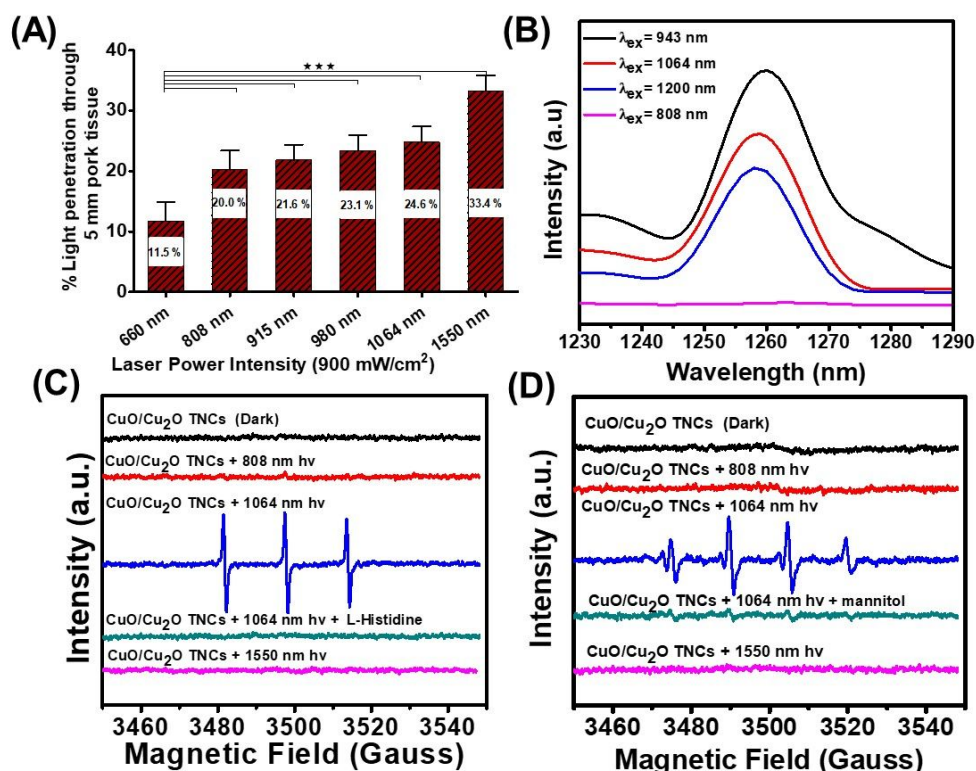 (A)
% Light penetration through
5 mm pork tissue
40
30
20
10
0
★★★
11.5 %
20.0 %
21.6 %
23.1 %
24.6 %
33.4 %
660 nm
808 nm
915 nm
980 nm
1064 nm
1550 nm
Laser Power Intensity (900 mW/cm²)
(B)
Intensity (a.u)
λex= 943 nm
λex= 1064 nm
λex= 1200 nm
λex= 808 nm
1230 1240 1250 1260 1270 1280 1290
Wavelength (nm)
(C)
Intensity (a.u.)
CuO/Cu₂O TNCs (Dark)
CuO/Cu₂O TNCs + 808 nm hv
CuO/Cu₂O TNCs + 1064 nm hv
CuO/Cu₂O TNCs + 1064 nm hv + L-Histidine
CuO/Cu₂O TNCs + 1550 nm hv
3460 3480 3500 3520 3540
Magnetic Field (Gauss)
(D)
Intensity (a.u.)
CuO/Cu₂O TNCs (Dark)
CuO/Cu₂O TNCs + 808 nm hv
CuO/Cu₂O TNCs + 1064 nm hv
CuO/Cu₂O TNCs + 1064 nm hv + mannitol
CuO/Cu₂O TNCs + 1550 nm hv
3460 3480 3500 3520 3540
Magnetic Field (Gauss)